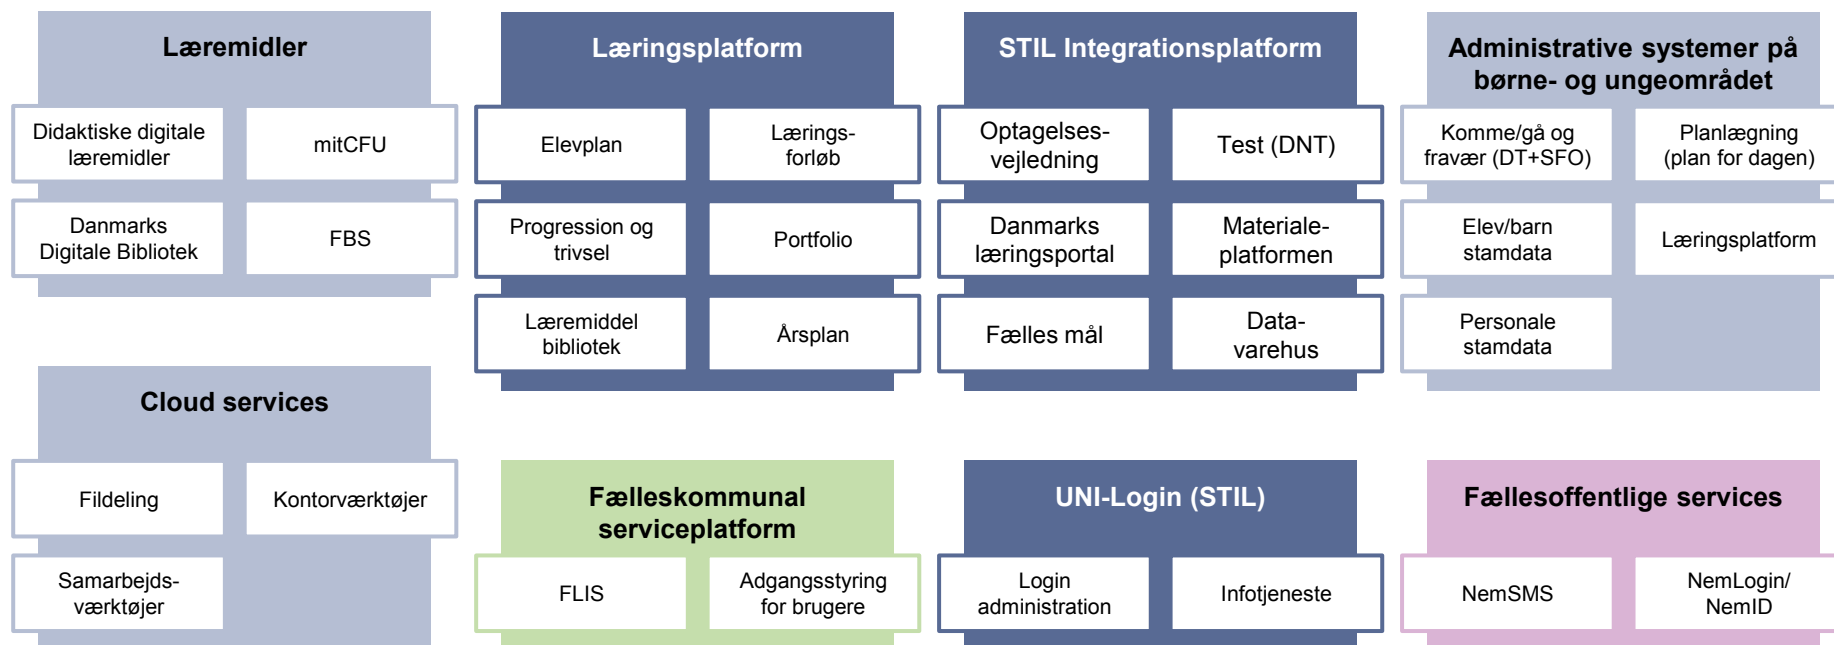 Læremidler
Didaktiske digitale
læremidler
mitCFU
Danmarks
Digitale Bibliotek
FBS
Læringsplatform
Elevplan
Lærings-
forløb
Progression og
trivsel
Portfolio
Læremiddel
bibliotek
Årsplan
STIL Integrationsplatform
Optagelses-
vejledning
Test (DNT)
Danmarks
læringsportal
Materiale-
platformen
Fælles mål
Data-
varehus
Administrative systemer på
børne- og ungeområdet
Komme/gå og
fravær (DT+SFO)
Planlægning
(plan for dagen)
Elev/barn
stamdata
Læringsplatform
Personale
stamdata
Cloud services
Fildeling
Kontorværktøjer
Samarbejds-
værktøjer
Fælleskommunal
serviceplatform
FLIS
Adgangsstyring
for brugere
UNI-Login (STIL)
Login
administration
Infotjeneste
Fællesoffentlige services
NemSMS
NemLogin/
NemID